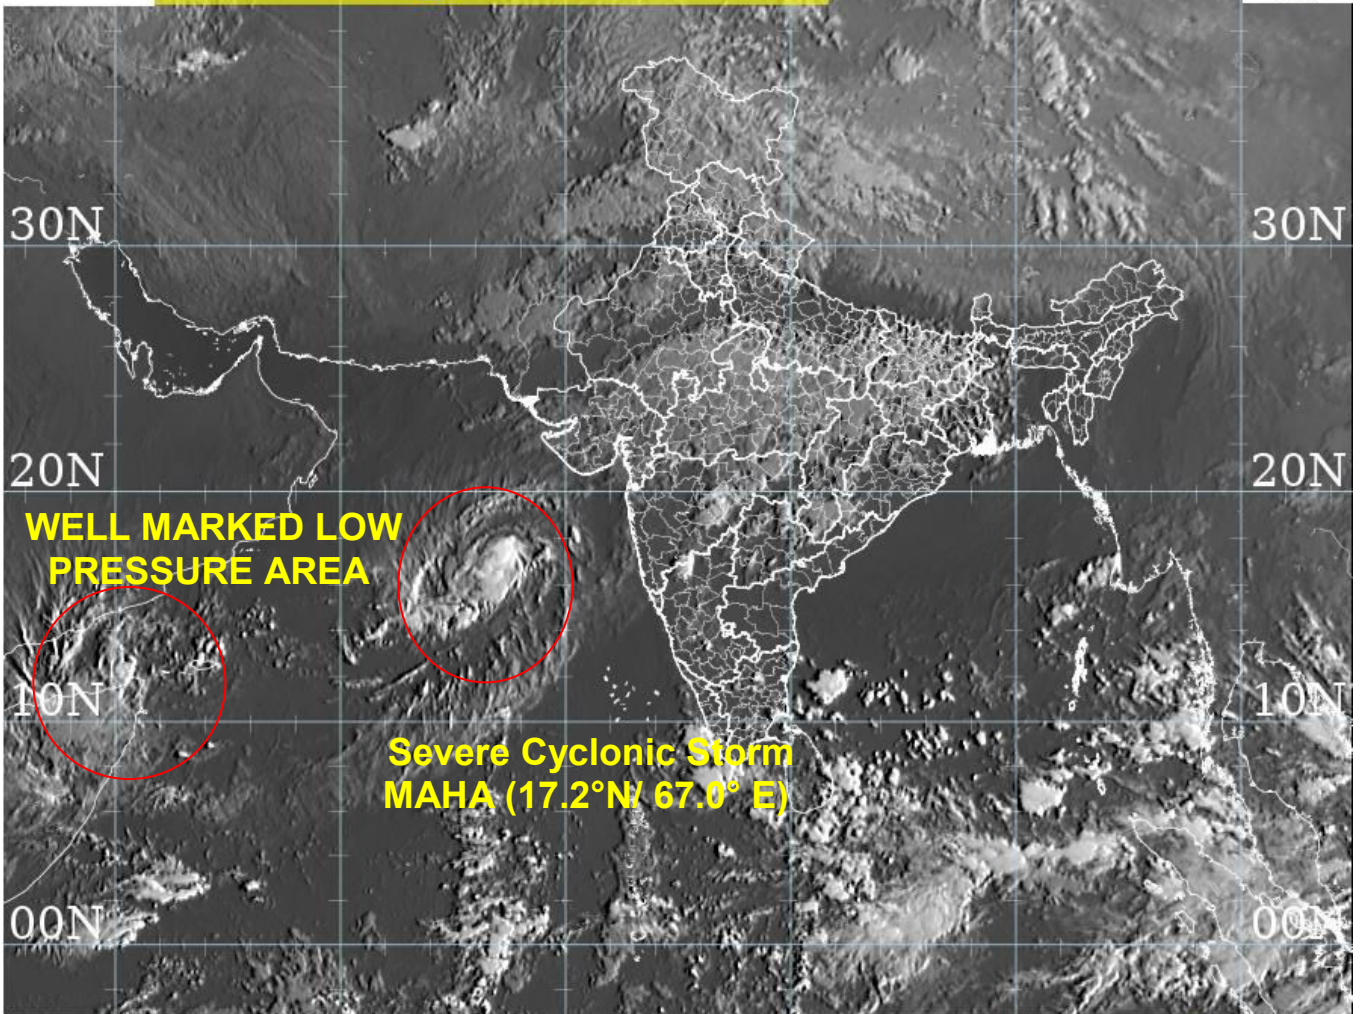 30N 30N
20N 20N
WELL MARKED LOW
PRESSURE AREA
10N 10N
Severe Cyclonic Storm
MAHA (17.2°N/ 67.0° E)
00N 00N